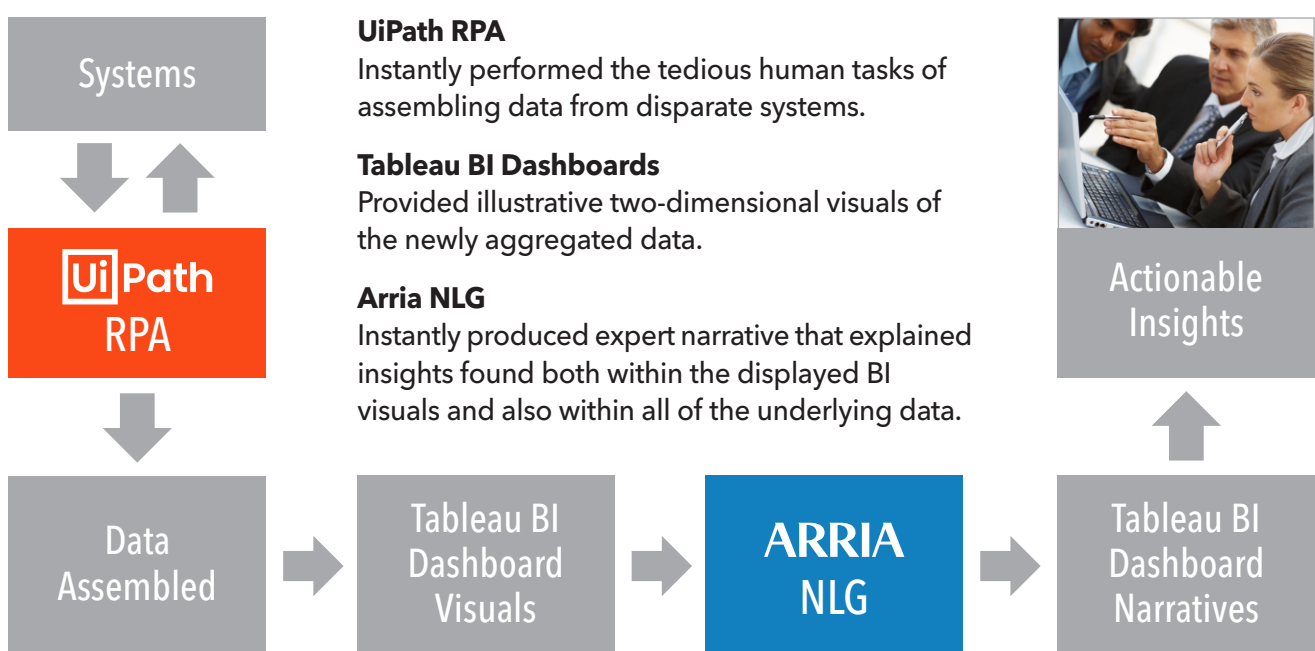 Systems
UiPath
RPA
UiPath RPA
Instantly performed the tedious human tasks of
assembling data from disparate systems.
Tableau BI Dashboards
Provided illustrative two-dimensional visuals of
the newly aggregated data.
Arria NLG
Instantly produced expert narrative that explained
insights found both within the displayed BI
visuals and also within all of the underlying data.
Data
Assembled
Tableau BI
Dashboard
Visuals
ARRIA
NLG
Tableau BI
Dashboard
Narratives
Actionable
Insights